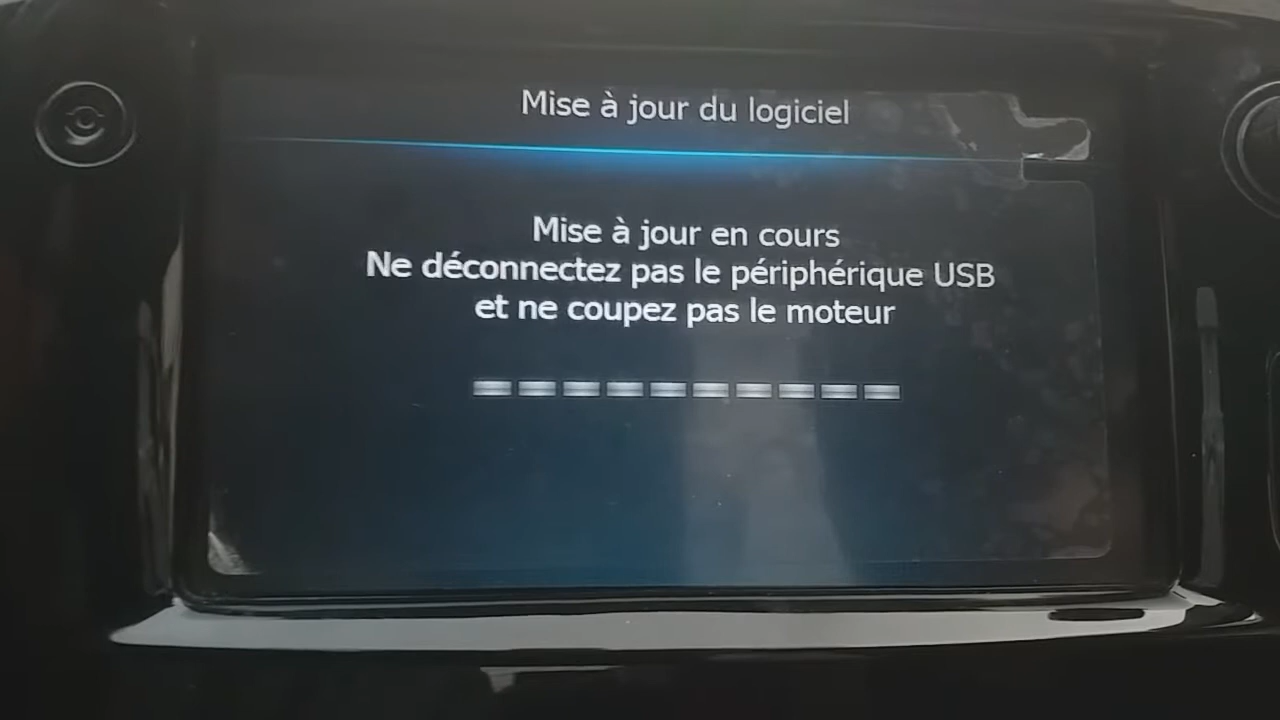 Mise à jour du logiciel
Mise à jour en cours
Ne déconnectez pas le périphérique USB
et ne coupez pas le moteur